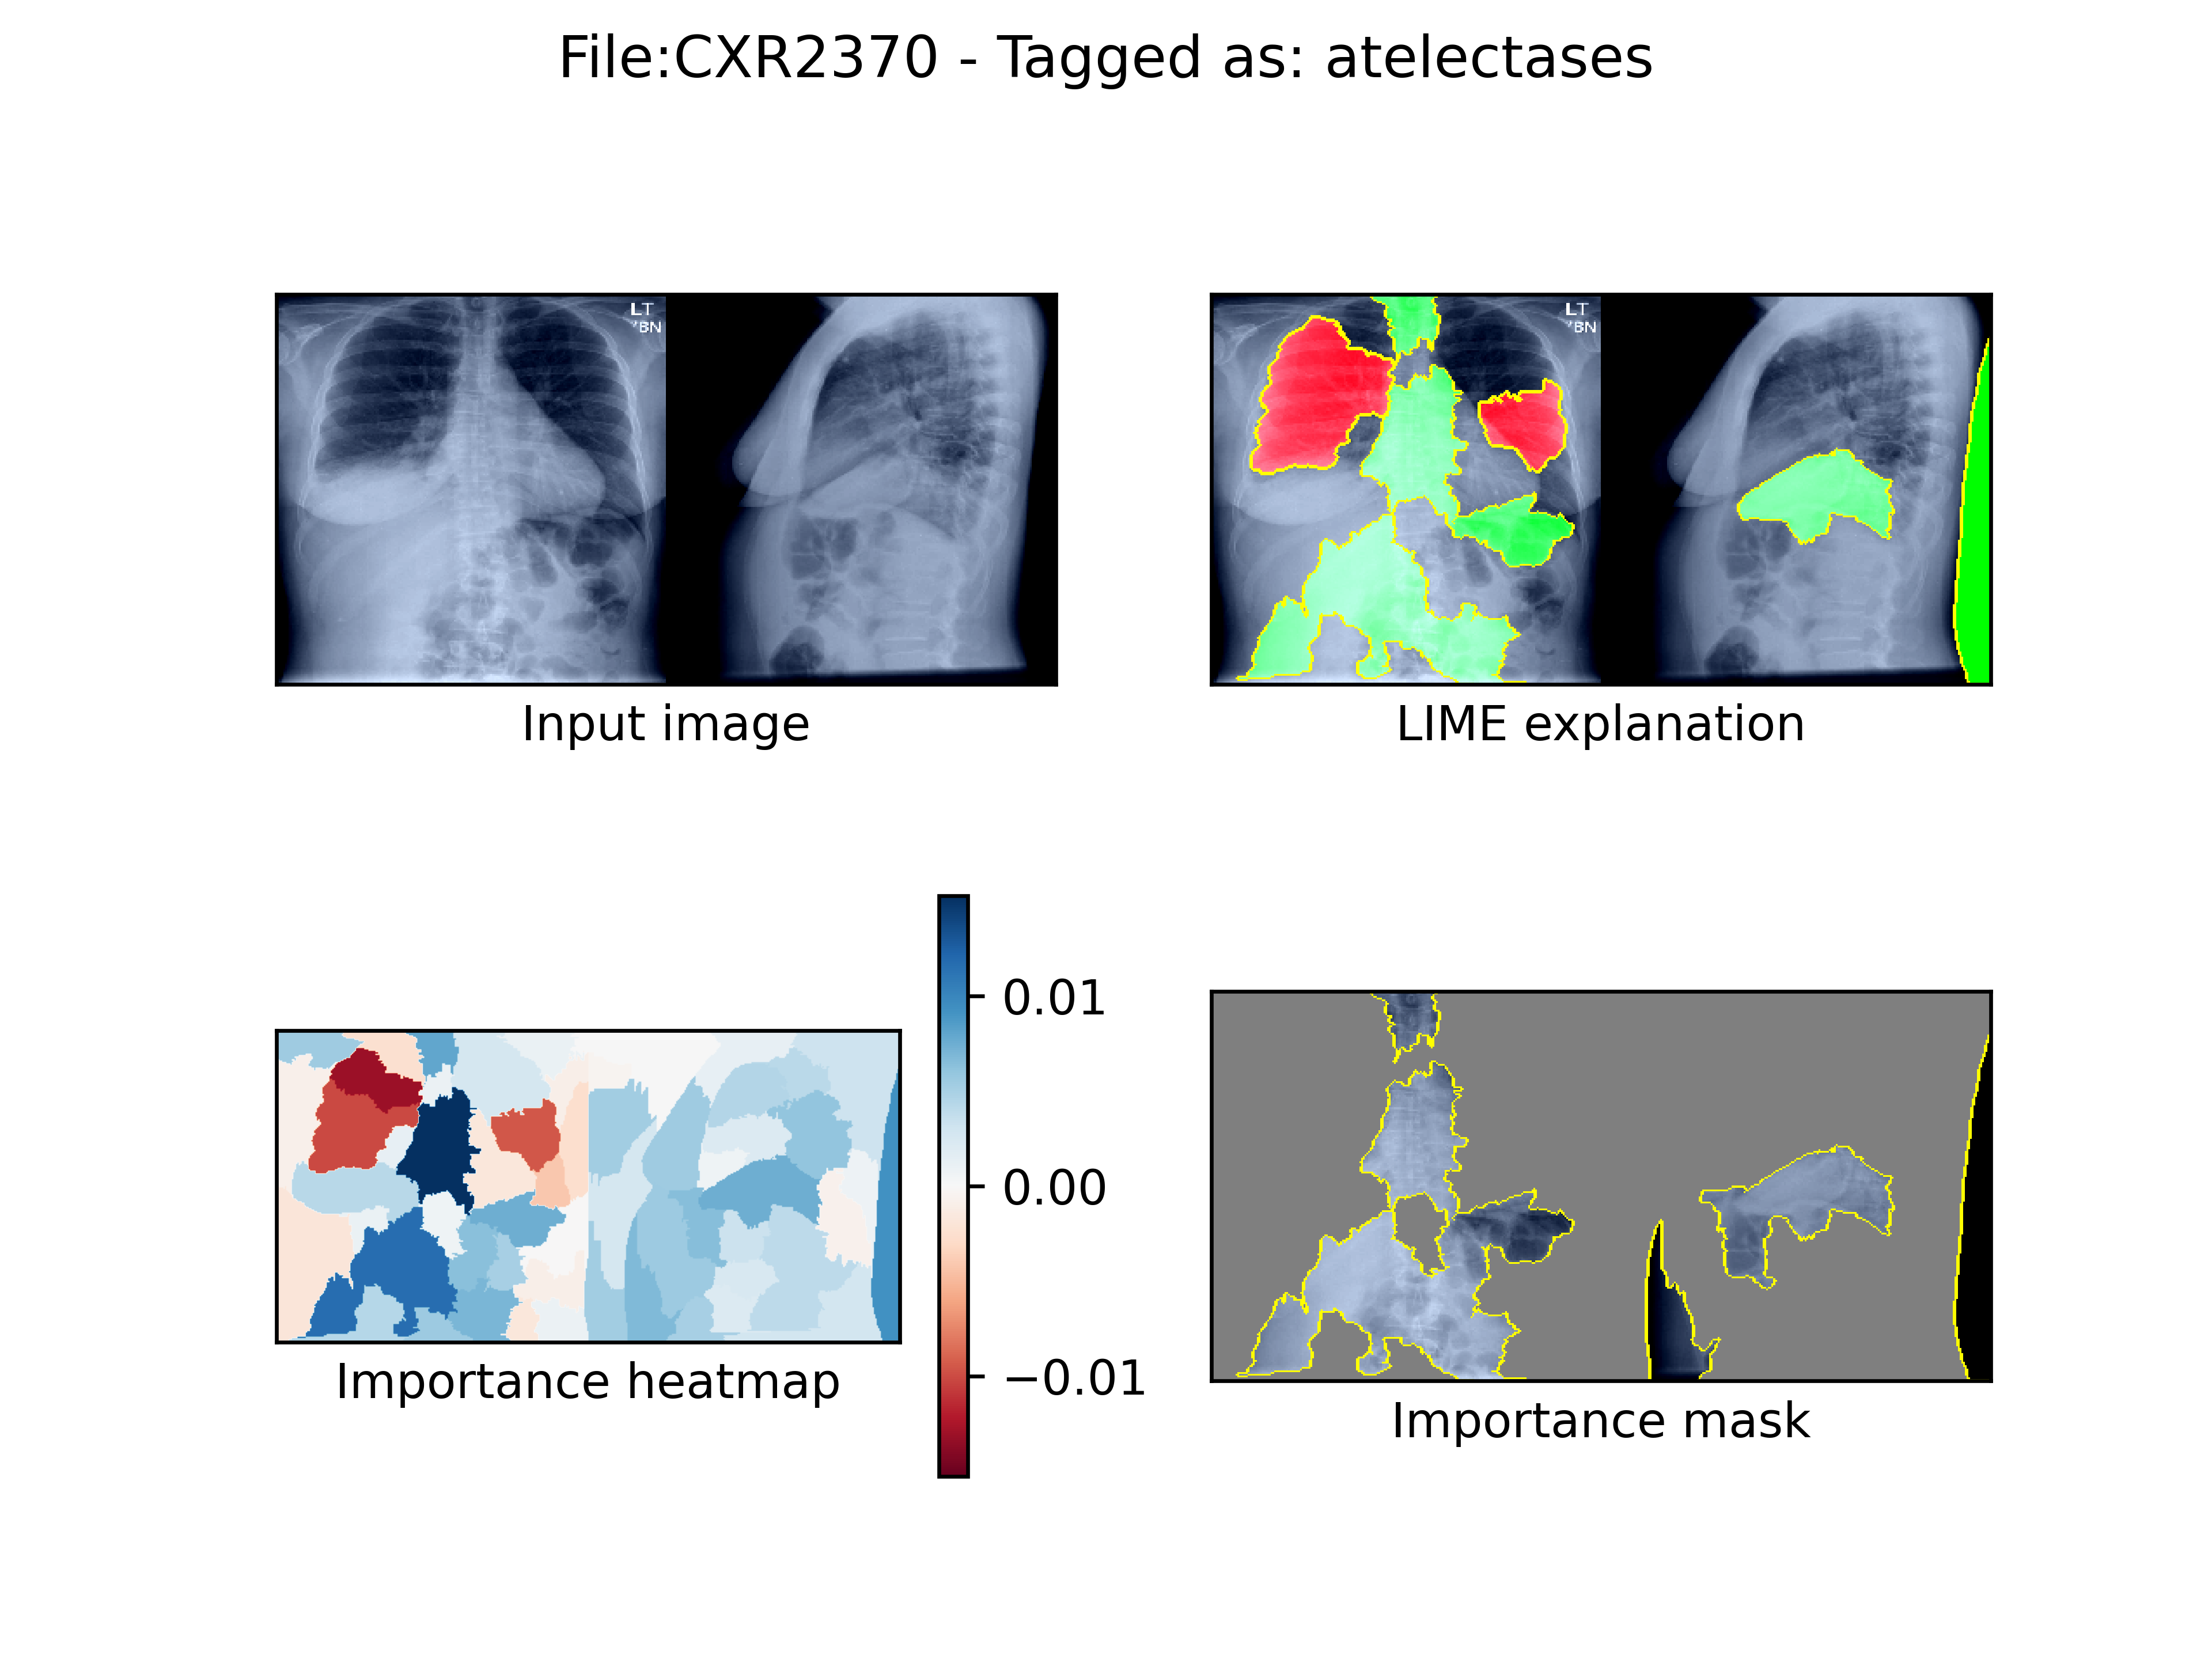 File:CXR2370 - Tagged as: atelectases
LT
BN
LT
BN
Input image
LIME explanation
0.01
0.00
−0.01
Importance heatmap
Importance mask